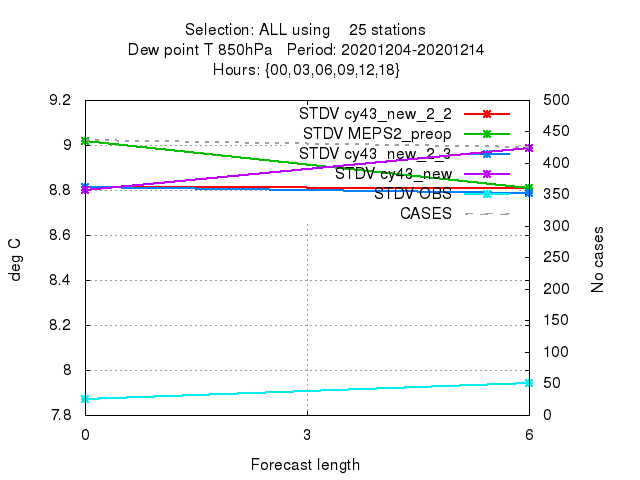 Selection: ALL using 25 stations
Dew point T 850hPa Period: 20201204-20201214
Hours: {00,03,06,09,12,18}
STDV cy43_new_2_2
STDV MEPS2_preop
STDV cy43_new_2_3
STDV cy43_new
STDV OBS
CASES
deg C
9.2
9
8.8
8.6
8.4
8.2
8
7.8
No cases
500
450
400
350
300
250
200
150
100
50
0
0 3 6
Forecast length